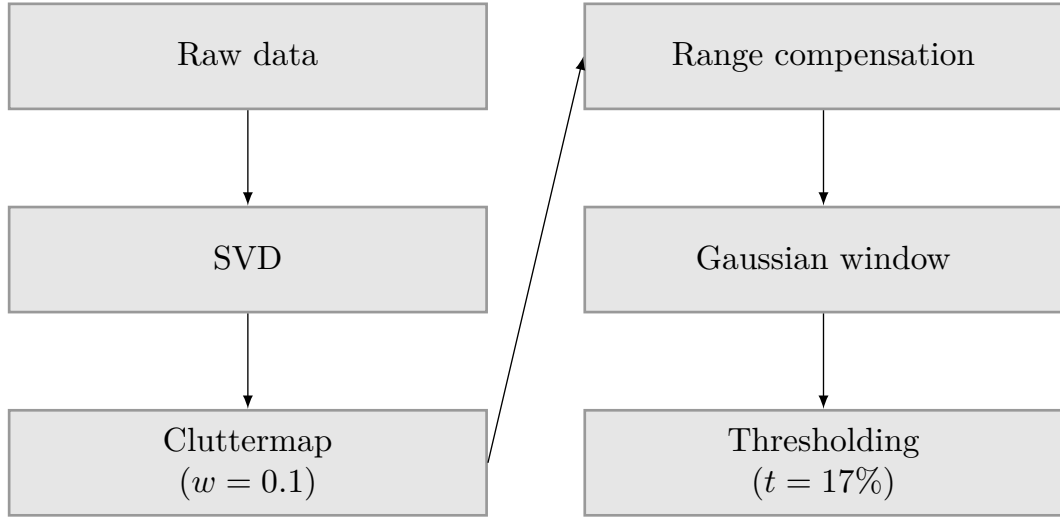 Raw data
SVD
Cluttermap
(w = 0.1)
Range compensation
Gaussian window
Thresholding
(t = 17%)